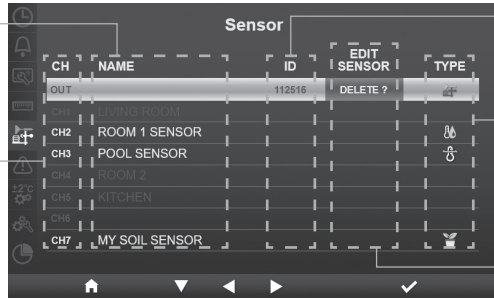 Sensor
CH NAME ID EDIT SENSOR TYPE
OUT 112516 DELETE ?
CH1 LIVING ROOM
CH2 ROOM 1 SENSOR
CH3 POOL SENSOR
CH4 ROOM 2
CH5 KITCHEN
CH6
CH7 MY SOIL SENSOR
±2°C